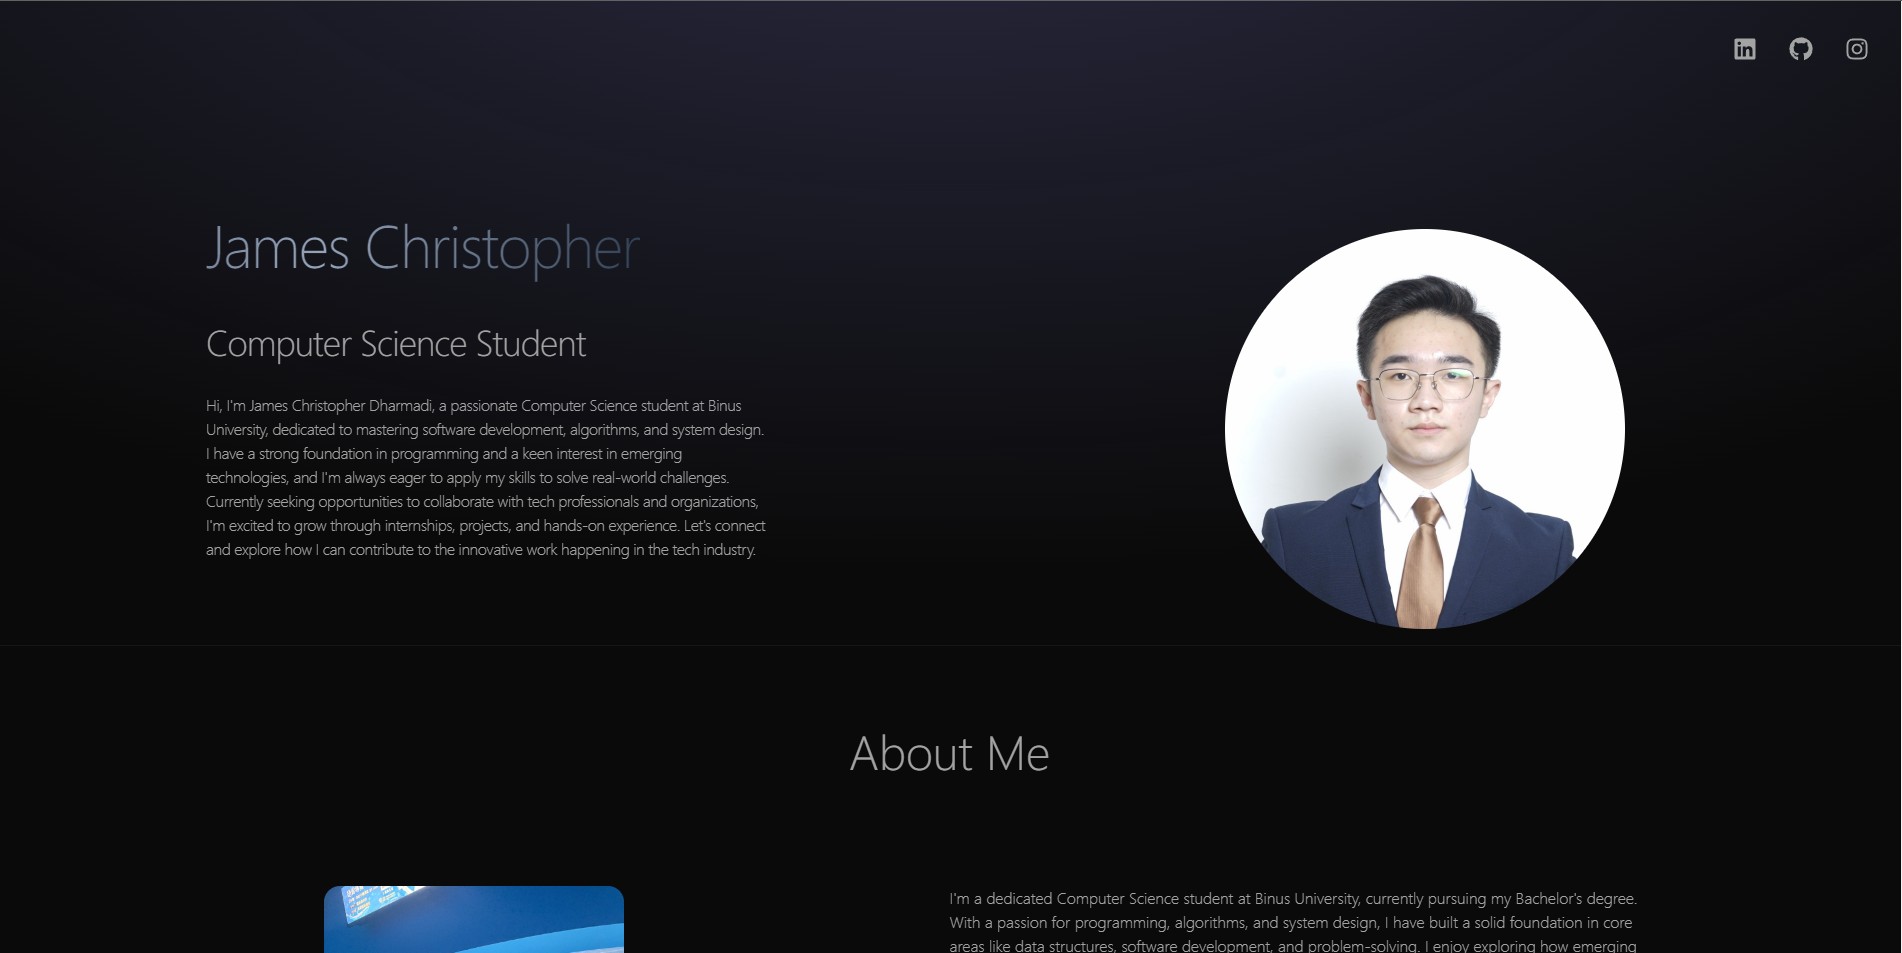 in
James Christopher
Computer Science Student
Hi, I'm James Christopher Dharmadi, a passionate Computer Science student at Binus
University, dedicated to mastering software development, algorithms, and system design.
I have a strong foundation in programming and a keen interest in emerging
technologies, and I'm always eager to apply my skills to solve real-world challenges.
Currently seeking opportunities to collaborate with tech professionals and organizations,
I'm excited to grow through internships, projects, and hands-on experience. Let's connect
and explore how I can contribute to the innovative work happening in the tech industry.
About Me
I'm a dedicated Computer Science student at Binus University, currently pursuing my Bachelor's degree.
With a passion for programming, algorithms, and system design, I have built a solid foundation in core
areas like data structures, software development, and problem-solving. I enjoy exploring how emerging